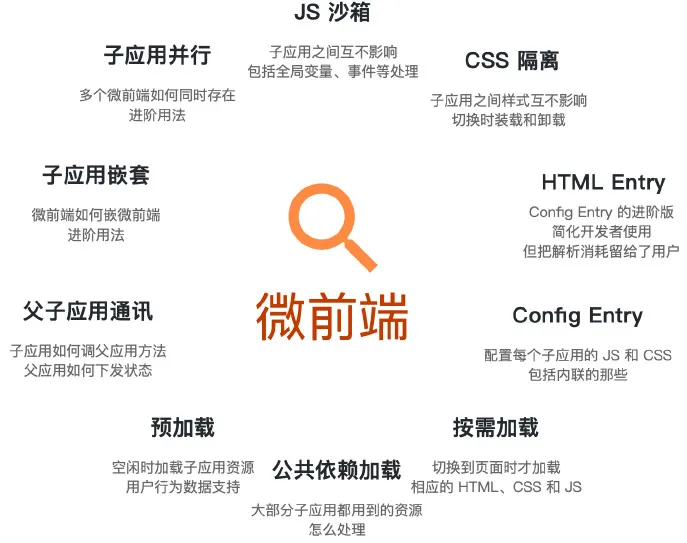 JS 沙箱
子应用之间互不影响
包括全局变量、事件等处理
子应用并行
多个微前端如何同时存在
进阶用法
CSS 隔离
子应用之间样式互不影响
切换时装载和卸载
子应用嵌套
微前端如何嵌微前端
进阶用法
HTML Entry
Config Entry 的进阶版
简化开发者使用
但把解析消耗留给了用户
微前端
父子应用通讯
子应用如何调父应用方法
父应用如何下发状态
Config Entry
配置每个子应用的 JS 和 CSS
包括内联的那些
预加载
空闲时加载子应用资源
用户行为数据支持
公共依赖加载
大部分子应用都用到的资源
怎么处理
按需加载
切换到页面时才加载
相应的 HTML、CSS 和 JS